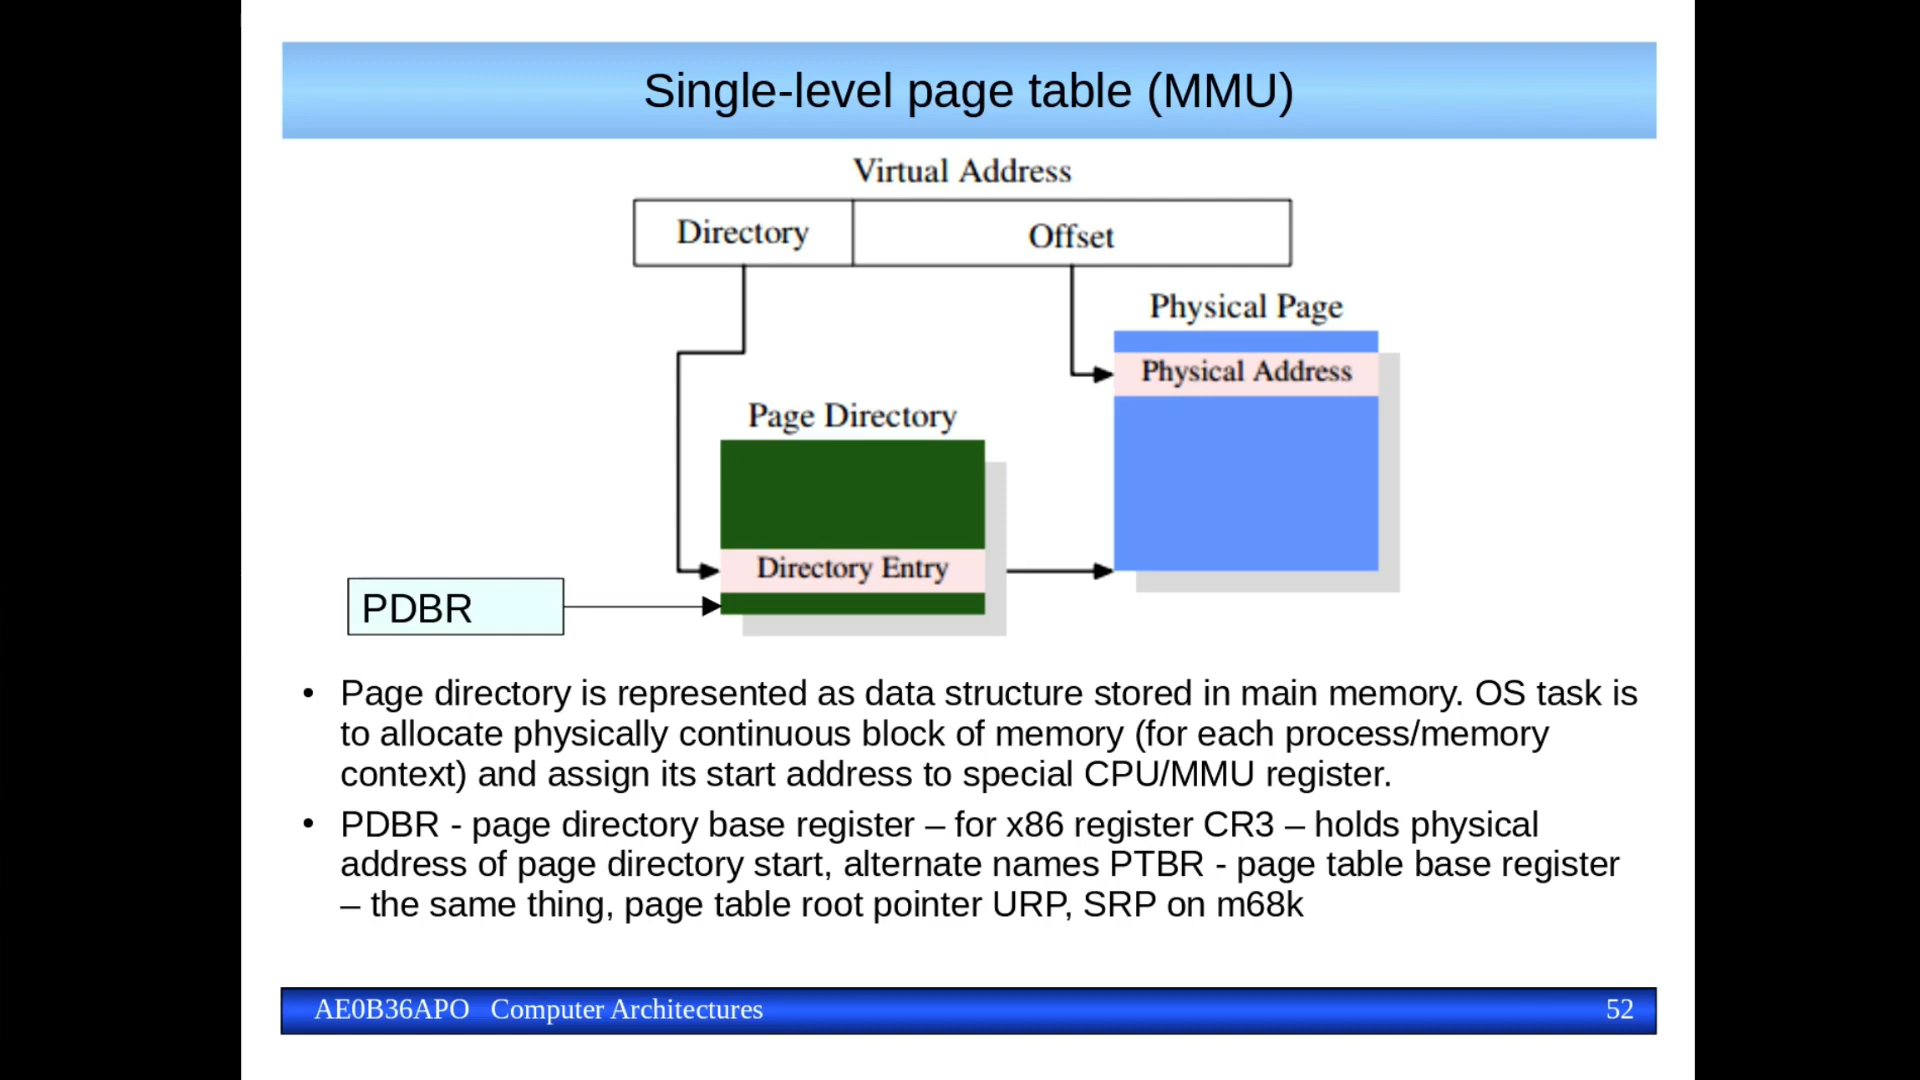 Single-level page table (MMU)
Virtual Address
Directory
Offset
Physical Page
Physical Address
Page Directory
Directory Entry
PDBR
• Page directory is represented as data structure stored in main memory. OS task is
to allocate physically continuous block of memory (for each process/memory
context) and assign its start address to special CPU/MMU register.
• PDBR - page directory base register – for x86 register CR3 – holds physical
address of page directory start, alternate names PTBR - page table base register
– the same thing, page table root pointer URP, SRP on m68k
AE0B36APO Computer Architectures
52